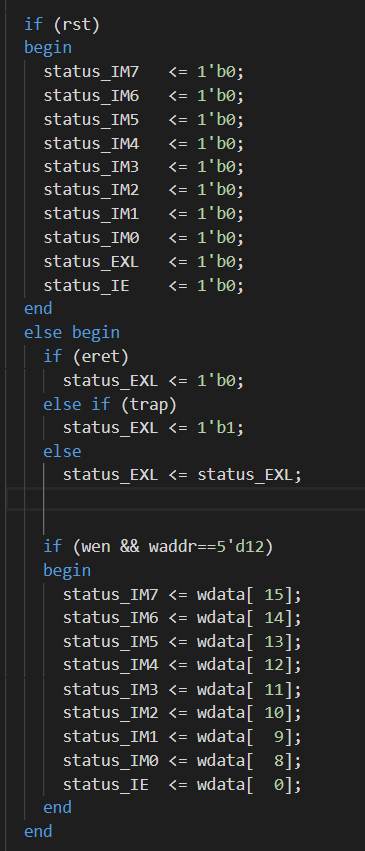 if (rst)
begin
  status_IM7   <= 1'b0;
  status_IM6   <= 1'b0;
  status_IM5   <= 1'b0;
  status_IM4   <= 1'b0;
  status_IM3   <= 1'b0;
  status_IM2   <= 1'b0;
  status_IM1   <= 1'b0;
  status_IM0   <= 1'b0;
  status_EXL   <= 1'b0;
  status_IE    <= 1'b0;
end
else begin
  if (eret)
    status_EXL <= 1'b0;
  else if (trap)
    status_EXL <= 1'b1;
  else
    status_EXL <= status_EXL;
  if (wen && waddr==5'd12)
  begin
    status_IM7 <= wdata[ 15];
    status_IM6 <= wdata[ 14];
    status_IM5 <= wdata[ 13];
    status_IM4 <= wdata[ 12];
    status_IM3 <= wdata[ 11];
    status_IM2 <= wdata[ 10];
    status_IM1 <= wdata[  9];
    status_IM0 <= wdata[  8];
    status_IE  <= wdata[  0];
  end
end